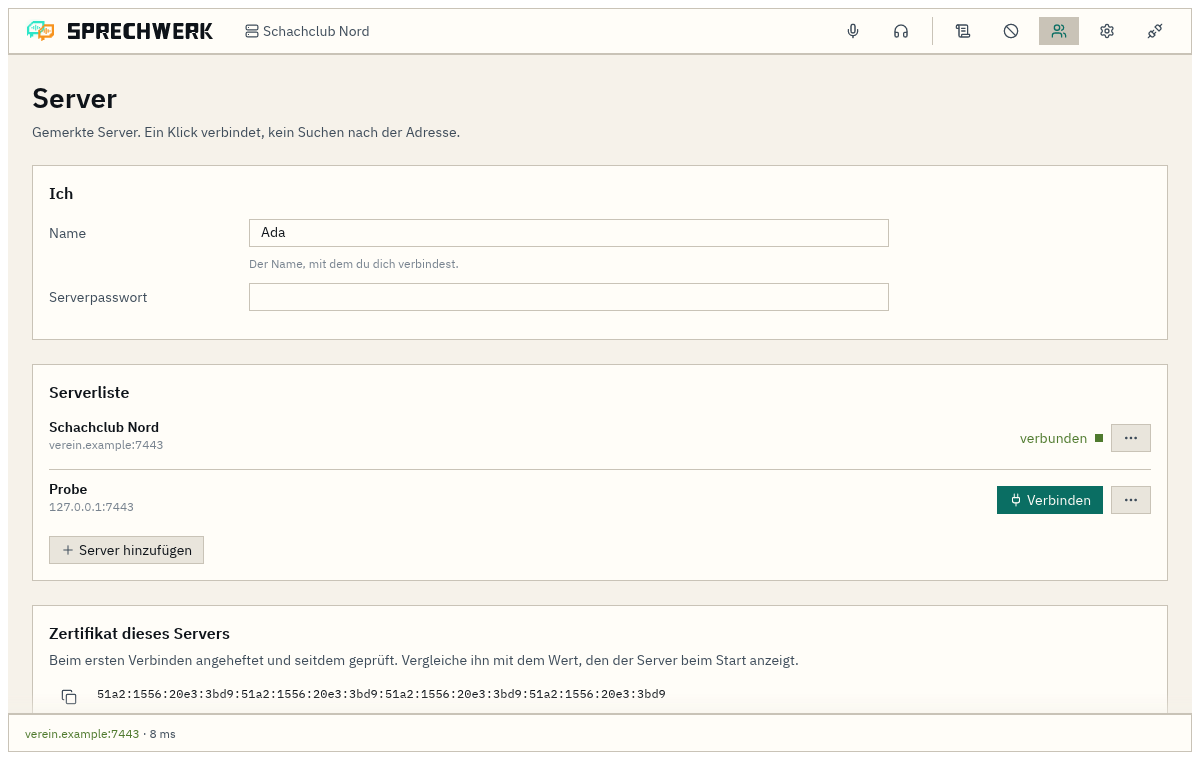 SPRECHWERK
Schachclub Nord
Server
Gemerkte Server. Ein Klick verbindet, kein Suchen nach der Adresse.
Ich
Name
Ada
Der Name, mit dem du dich verbindest.
Serverpasswort
Serverliste
Schachclub Nord
verein.example:7443
verbunden
Probe
127.0.0.1:7443
Verbinden
Server hinzufügen
Zertifikat dieses Servers
Beim ersten Verbinden angeheftet und seitdem geprüft. Vergleiche ihn mit dem Wert, den der Server beim Start anzeigt.
51a2:1556:20e3:3bd9:51a2:1556:20e3:3bd9:51a2:1556:20e3:3bd9:51a2:1556:20e3:3bd9
verein.example:7443 · 8 ms